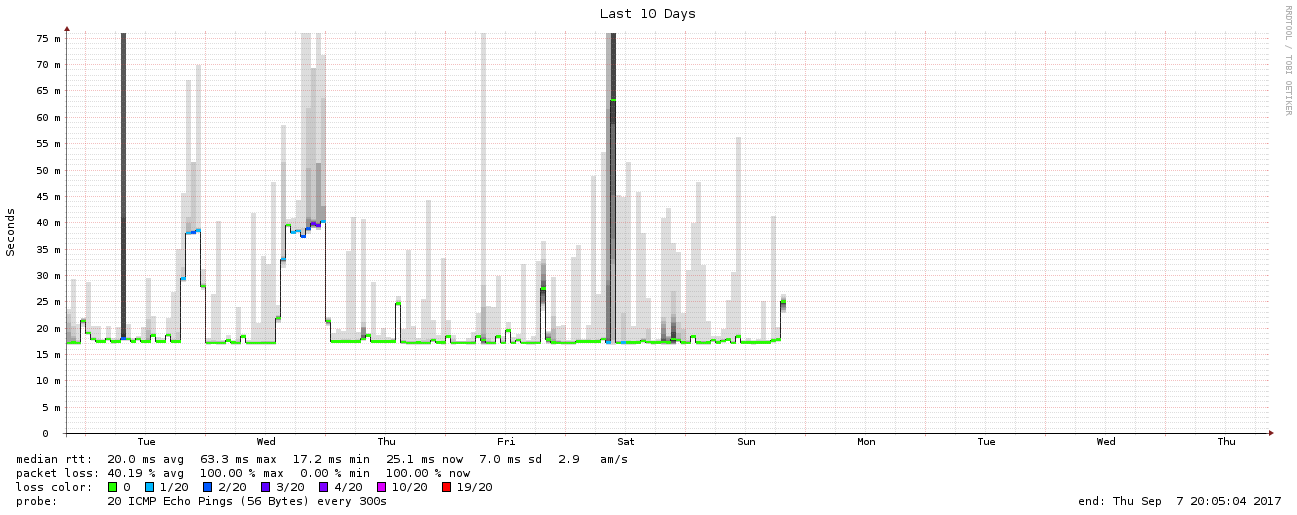 Last 10 Days
RRDTOOL / TOBI OETIKER
Seconds
75 m
70 m
65 m
60 m
55 m
50 m
45 m
40 m
35 m
30 m
25 m
20 m
15 m
10 m
5 m
0
Tue Wed Thu Fri Sat Sun Mon Tue Wed Thu
median rtt: 20.0 ms avg 63.3 ms max 17.2 ms min 25.1 ms now 7.0 ms sd 2.9 am/s
packet loss: 40.19 % avg 100.00 % max 0.00 % min 100.00 % now
loss color: 0 1/20 2/20 3/20 4/20 10/20 19/20
probe: 20 ICMP Echo Pings (56 Bytes) every 300s end: Thu Sep 7 20:05:04 2017